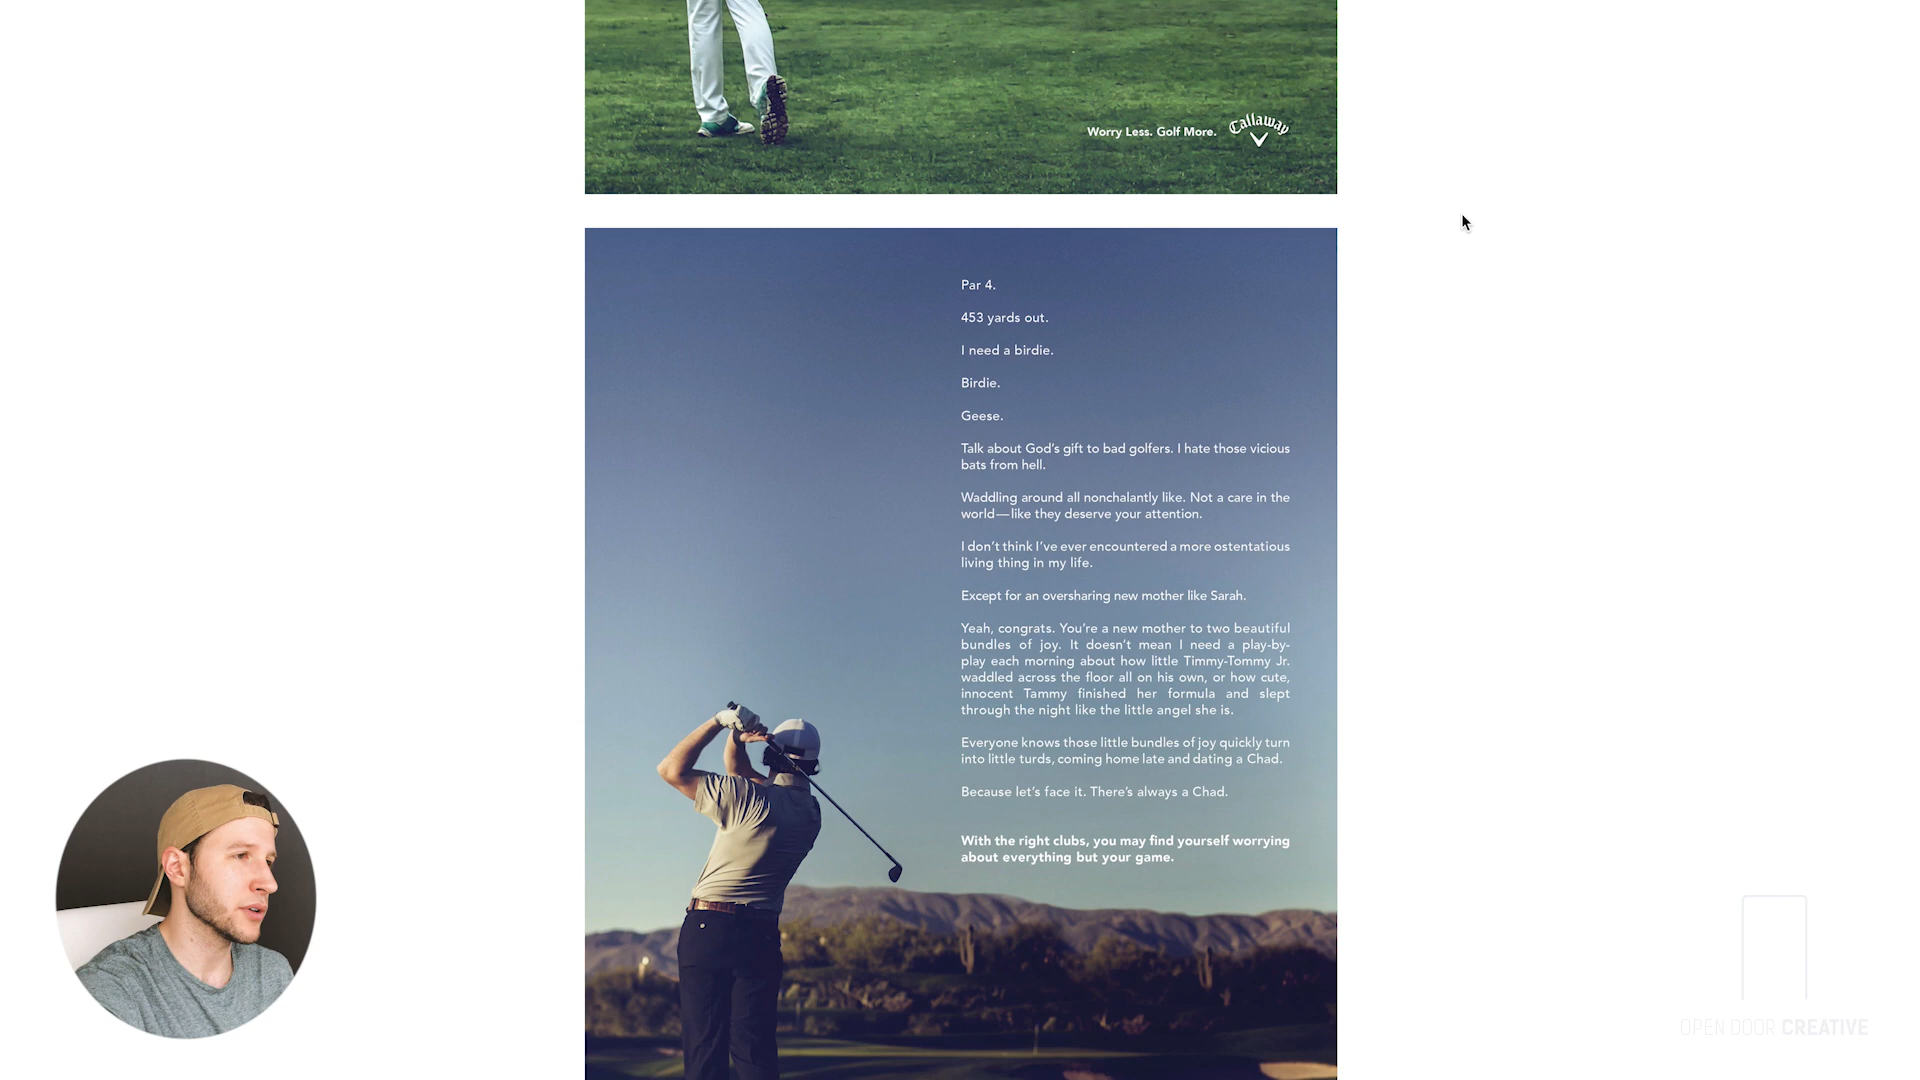 Worry Less. Golf More.
Callaway
Par 4.
453 yards out.
I need a birdie.
Birdie.
Geese.
Talk about God's gift to bad golfers. I hate those vicious
bats from hell.
Waddling around all nonchalantly like. Not a care in the
world—like they deserve your attention.
I don't think I've ever encountered a more ostentatious
living thing in my life.
Except for an oversharing new mother like Sarah.
Yeah, congrats. You're a new mother to two beautiful
bundles of joy. It doesn't mean I need a play-by-
play each morning about how little Timmy-Tommy Jr.
waddled across the floor all on his own, or how cute,
innocent Tammy finished her formula and slept
through the night like the little angel she is.
Everyone knows those little bundles of joy quickly turn
into little turds, coming home late and dating a Chad.
Because let's face it. There's always a Chad.
With the right clubs, you may find yourself worrying
about everything but your game.
OPEN DOOR CREATIVE